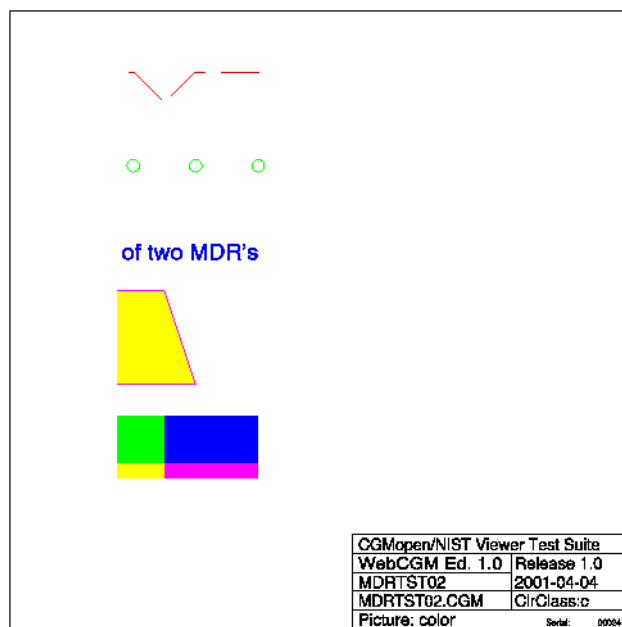 of two MDR's
CGMopen/NIST Viewer Test Suite
WebCGM Ed. 1.0 Release 1.0
MDRTST02 2001-04-04
MDRTST02.CGM ClrClass:c
Picture: color Serial: 00034